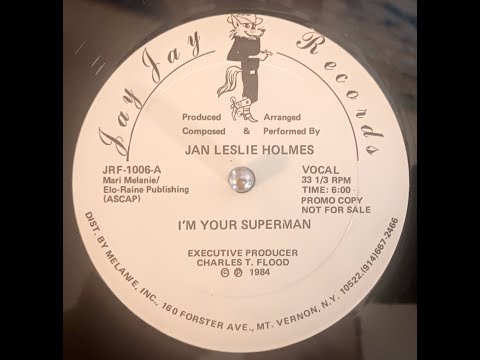 Jay Jay Records
Produced Arranged
Composed & Performed By
JAN LESLIE HOLMES
JRF-1006-A
Mari Melanie/
Elo-Raine Publishing
(ASCAP)
VOCAL
33 1/3 RPM
TIME: 6:00
PROMO COPY
NOT FOR SALE
I'M YOUR SUPERMAN
EXECUTIVE PRODUCER
CHARLES T. FLOOD
© ℗ 1984
DIST. BY MELANIE, INC., 160 FORSTER AVE., MT. VERNON, N.Y. 10522. (914)667-2466